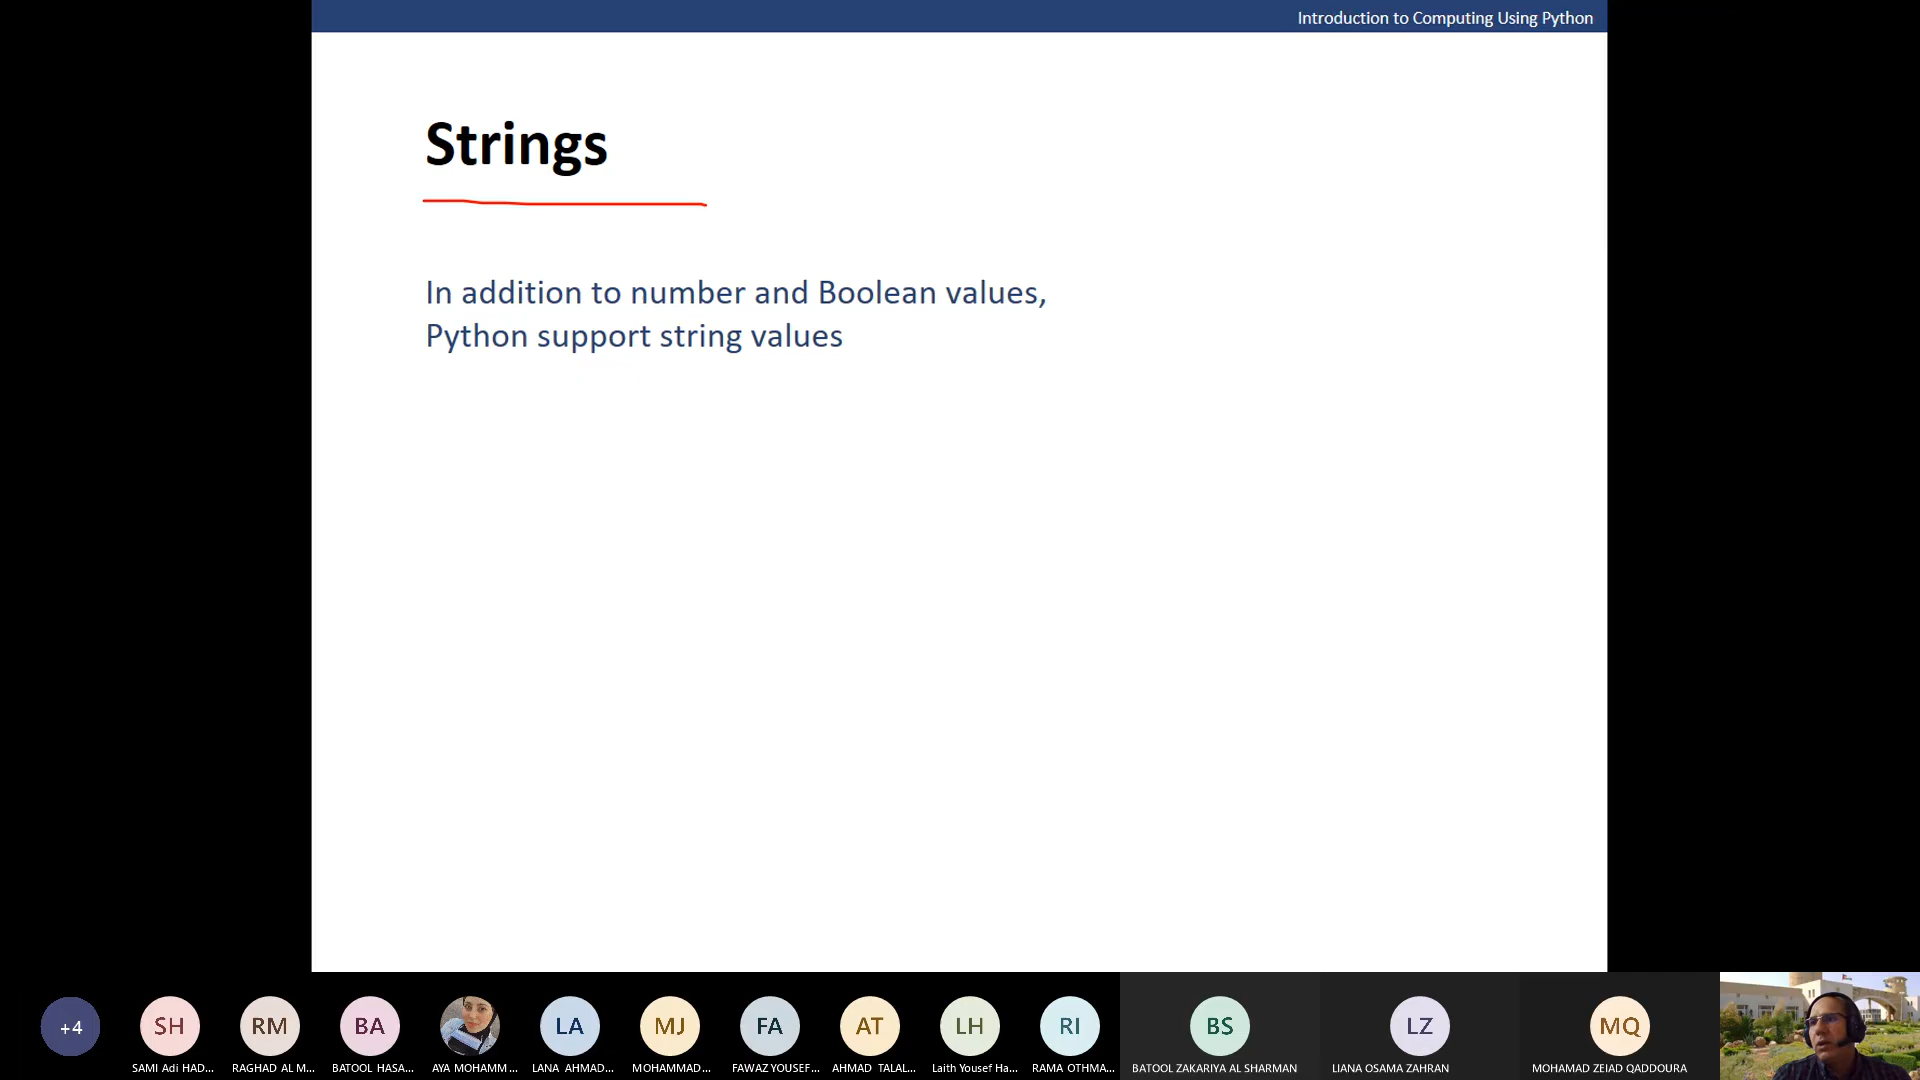 Introduction to Computing Using Python
Strings
In addition to number and Boolean values,
Python support string values
+4
SH
RM
BA
LA
MJ
FA
AT
LH
RI
BS
LZ
MQ
SAMI Adi HAD...
RAGHAD AL M...
BATOOL HASA...
AYA MOHAMM...
LANA AHMAD...
MOHAMMAD...
FAWAZ YOUSEF...
AHMAD TALAL...
Laith Yousef Ha...
RAMA OTHMA...
BATOOL ZAKARIYA AL SHARMAN
LIANA OSAMA ZAHRAN
MOHAMAD ZEIAD QADDOURA